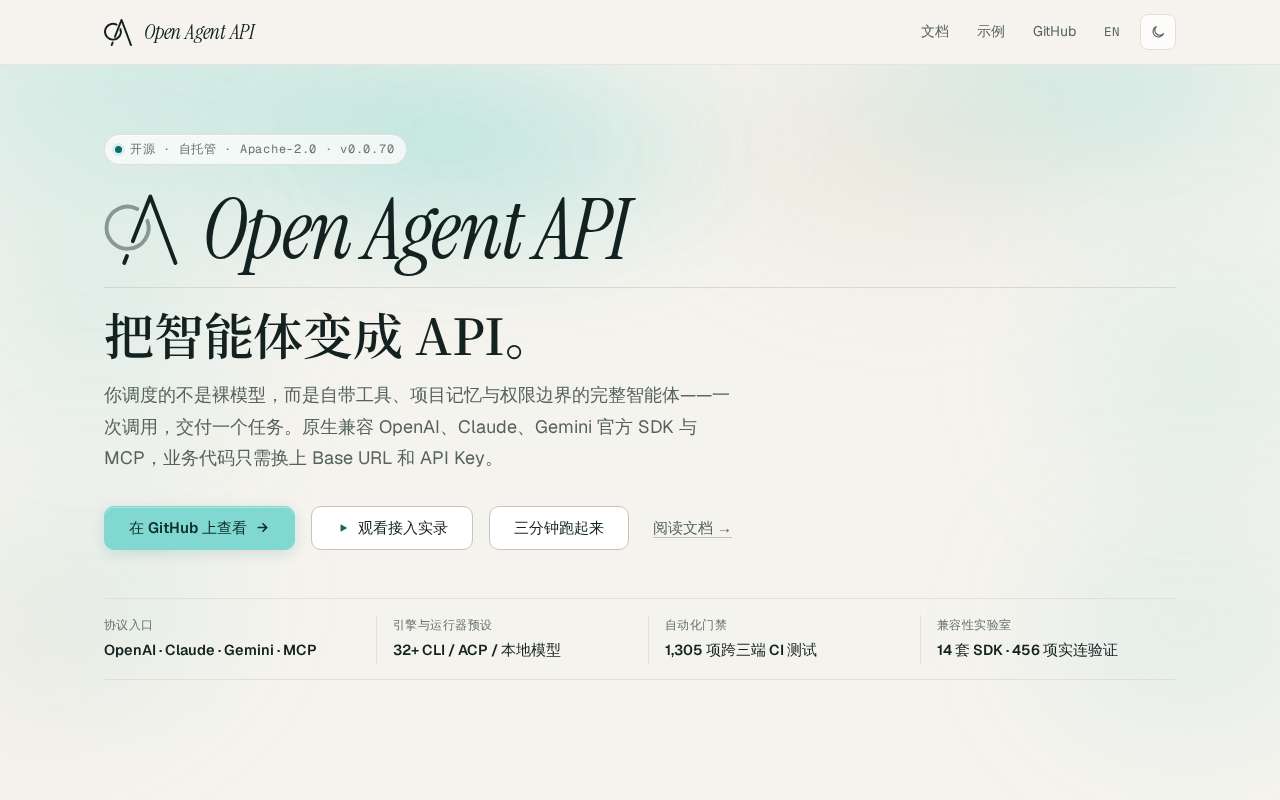 Open Agent API
文档
示例
GitHub
EN
开源 · 自托管 · Apache-2.0 · v0.0.70
Open Agent API
把智能体变成 API。
你调度的不是裸模型，而是自带工具、项目记忆与权限边界的完整智能体——一
次调用，交付一个任务。原生兼容 OpenAI、Claude、Gemini 官方 SDK 与
MCP，业务代码只需换上 Base URL 和 API Key。
在 GitHub 上查看 →
观看接入实录
三分钟跑起来
阅读文档 →
协议入口
OpenAI · Claude · Gemini · MCP
引擎与运行器预设
32+ CLI / ACP / 本地模型
自动化门禁
1,305 项跨三端 CI 测试
兼容性实验室
14 套 SDK · 456 项实连验证